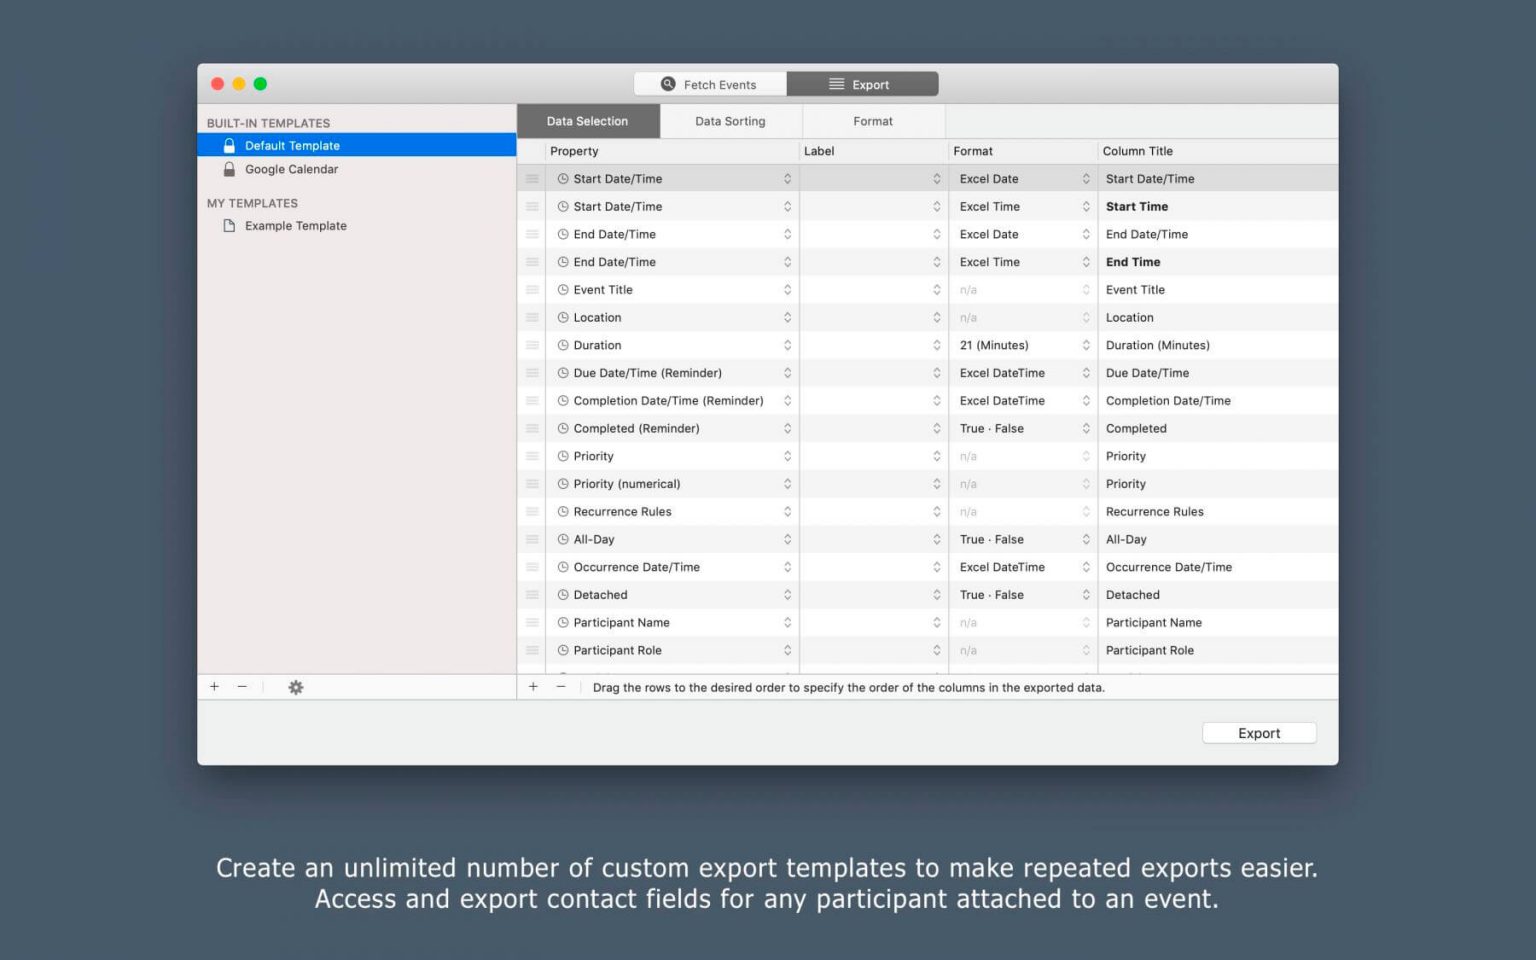 Fetch Events
Export
BUILT-IN TEMPLATES
Default Template
Google Calendar
MY TEMPLATES
Example Template
Data Selection
Data Sorting
Format
Property Label Format Column Title
Start Date/Time Excel Date Start Date/Time
Start Date/Time Excel Time Start Time
End Date/Time Excel Date End Date/Time
End Date/Time Excel Time End Time
Event Title n/a Event Title
Location n/a Location
Duration 21 (Minutes) Duration (Minutes)
Due Date/Time (Reminder) Excel DateTime Due Date/Time
Completion Date/Time (Reminder) Excel DateTime Completion Date/Time
Completed (Reminder) True · False Completed
Priority n/a Priority
Priority (numerical) n/a Priority
Recurrence Rules n/a Recurrence Rules
All-Day True · False All-Day
Occurrence Date/Time Excel DateTime Occurrence Date/Time
Detached True · False Detached
Participant Name n/a Participant Name
Participant Role n/a Participant Role
Drag the rows to the desired order to specify the order of the columns in the exported data.
Export
Create an unlimited number of custom export templates to make repeated exports easier.
Access and export contact fields for any participant attached to an event.